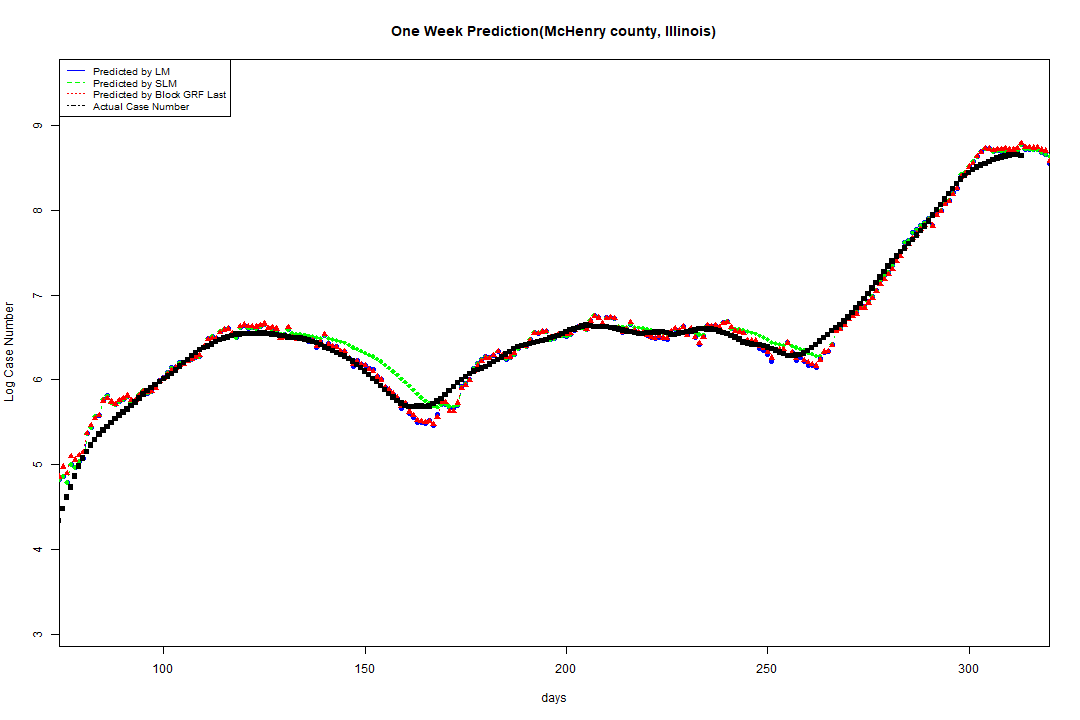 One Week Prediction(McHenry county, Illinois)
Predicted by LM
Predicted by SLM
Predicted by Block GRF Last
Actual Case Number
9
8
7
6
5
4
3
Log Case Number
100 150 200 250 300
days